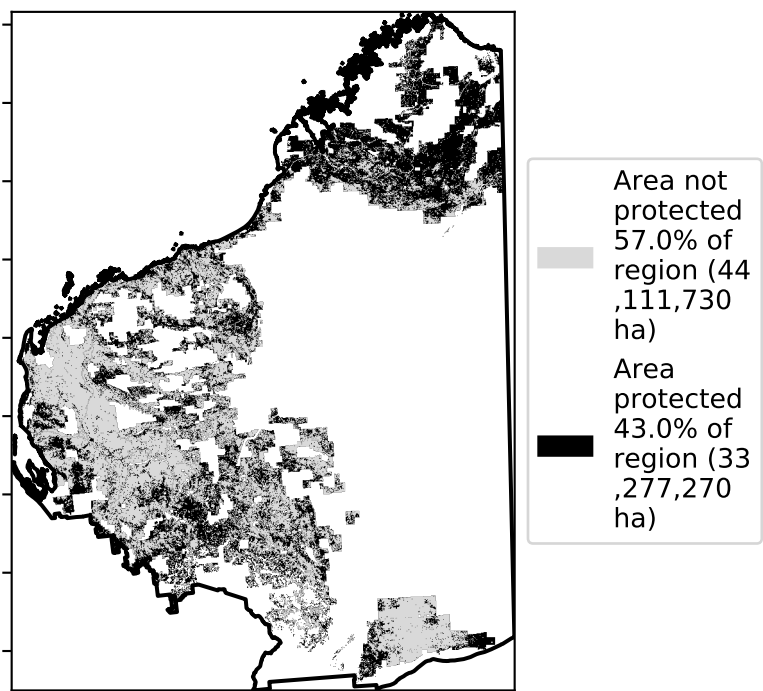 Area not
protected
57.0% of
region (44
,111,730
ha)
Area
protected
43.0% of
region (33
,277,270
ha)